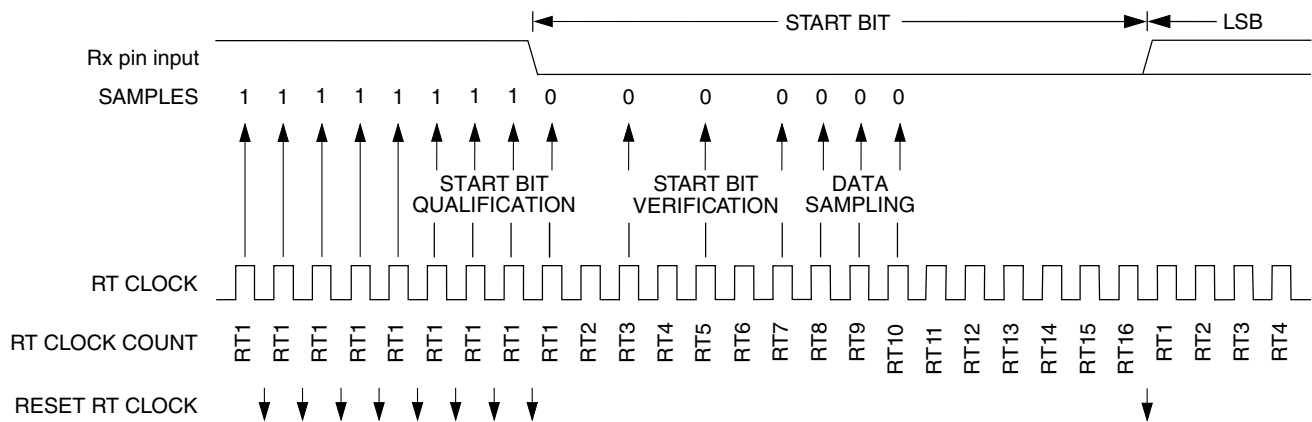 START BIT
LSB
Rx pin input
SAMPLES 1 1 1 1 1 1 1 1 0 0 0 0 0 0 0
START BIT QUALIFICATION
START BIT VERIFICATION
DATA SAMPLING
RT CLOCK
RT CLOCK COUNT RT1 RT1 RT1 RT1 RT1 RT1 RT1 RT1 RT1 RT2 RT3 RT4 RT5 RT6 RT7 RT8 RT9 RT10 RT11 RT12 RT13 RT14 RT15 RT16 RT1 RT2 RT3 RT4
RESET RT CLOCK